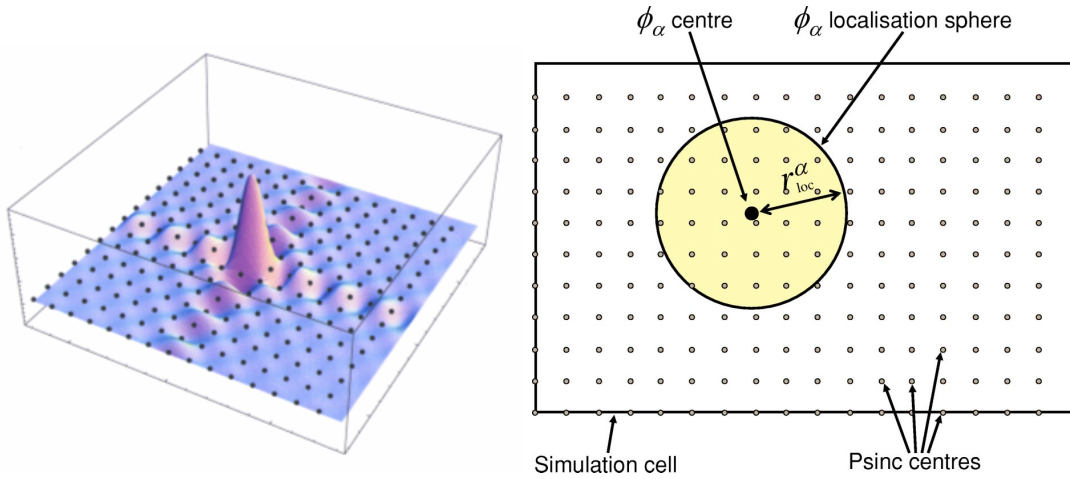 ϕα centre
ϕα localisation sphere
rαloc
Simulation cell
Psinc centres